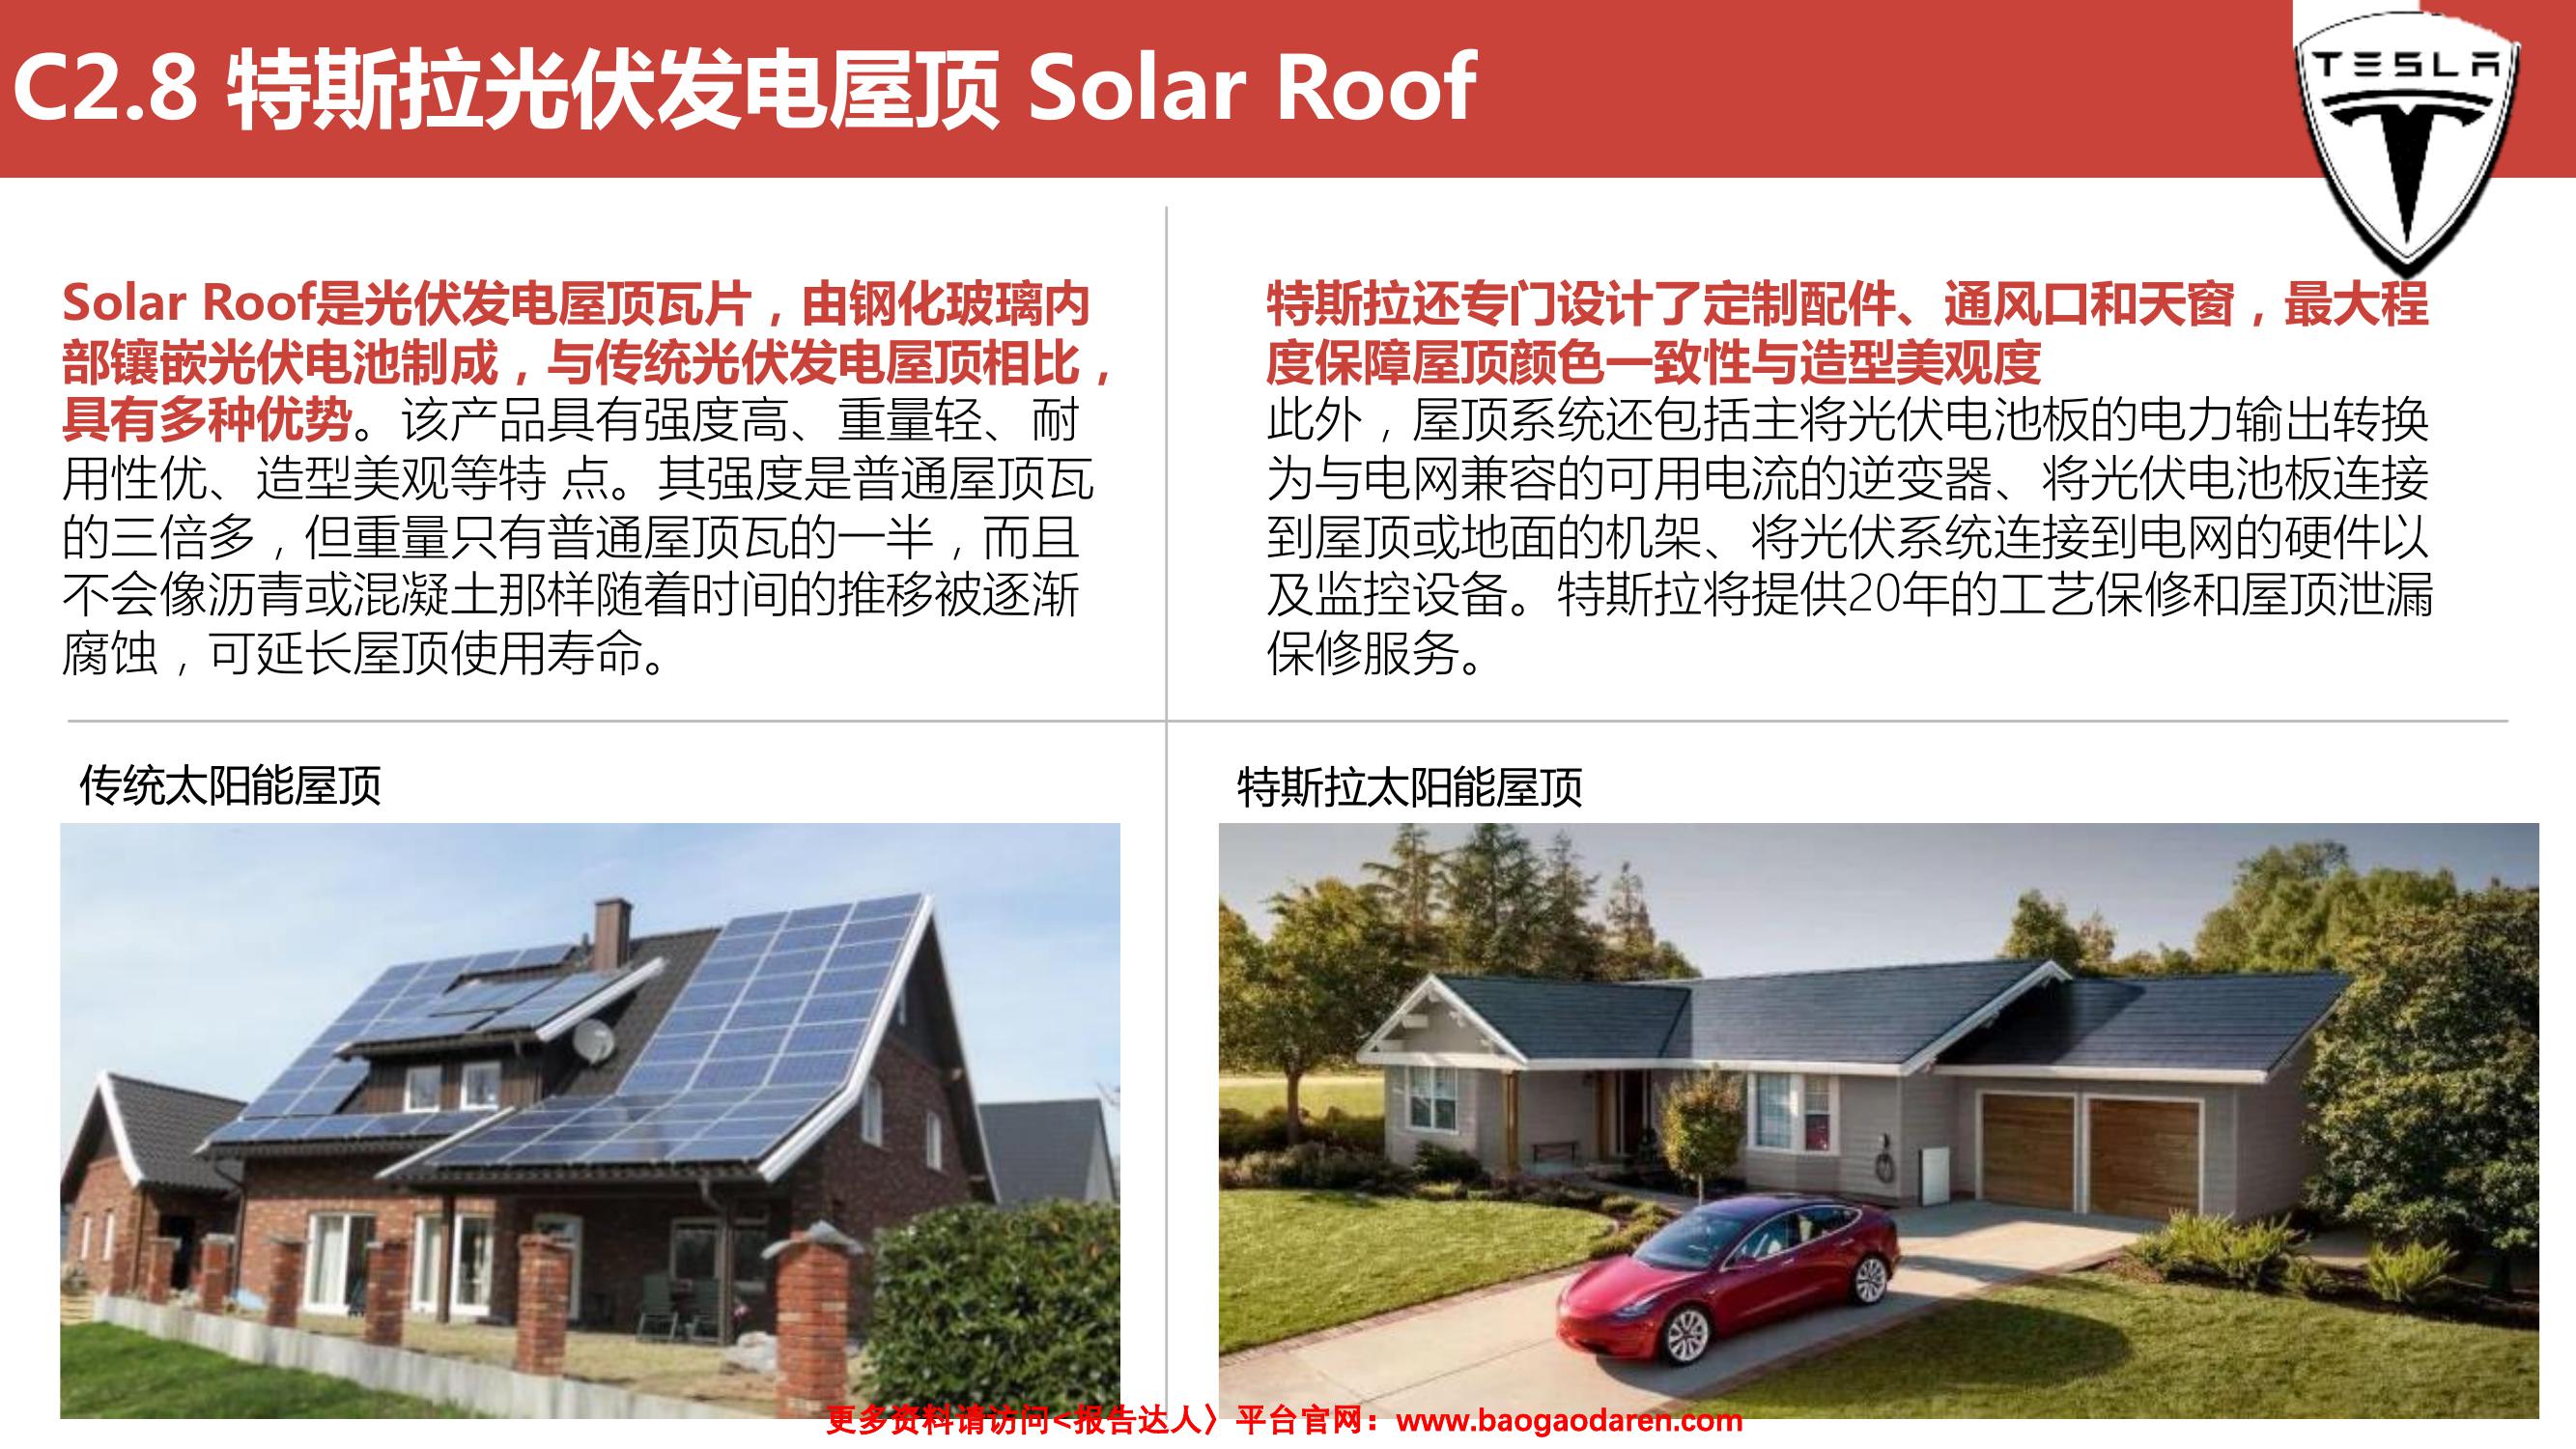 C2.8 特斯拉光伏发电屋顶 Solar Roof
TESLA
Solar Roof是光伏发电屋顶瓦片，由钢化玻璃内
部镶嵌光伏电池制成，与传统光伏发电屋顶相比，
具有多种优势。该产品具有强度高、重量轻、耐
用性优、造型美观等特 点。其强度是普通屋顶瓦
的三倍多，但重量只有普通屋顶瓦的一半，而且
不会像沥青或混凝土那样随着时间的推移被逐渐
腐蚀，可延长屋顶使用寿命。
特斯拉还专门设计了定制配件、通风口和天窗，最大程
度保障屋顶颜色一致性与造型美观度
此外，屋顶系统还包括主将光伏电池板的电力输出转换
为与电网兼容的可用电流的逆变器、将光伏电池板连接
到屋顶或地面的机架、将光伏系统连接到电网的硬件以
及监控设备。特斯拉将提供20年的工艺保修和屋顶泄漏
保修服务。
传统太阳能屋顶
特斯拉太阳能屋顶
更多资料请访问<报告达人〉平台官网：www.baogaodaren.com